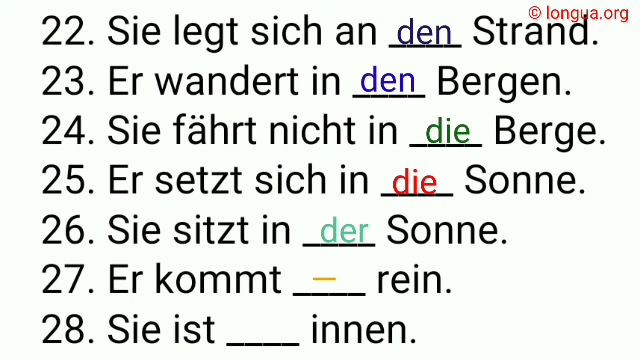 © longua.org
22. Sie legt sich an den Strand.
23. Er wandert in den Bergen.
24. Sie fährt nicht in die Berge.
25. Er setzt sich in die Sonne.
26. Sie sitzt in der Sonne.
27. Er kommt _—_ rein.
28. Sie ist ____ innen.